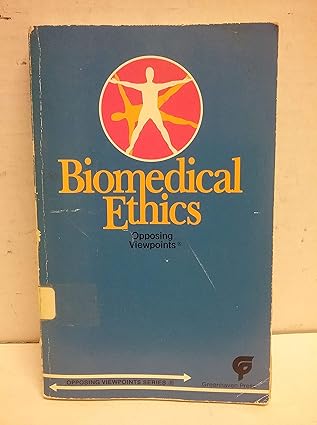 Biomedical
Ethics
Opposing
Viewpoints®
OPPOSING VIEWPOINTS SERIES ®
Greenhaven Press